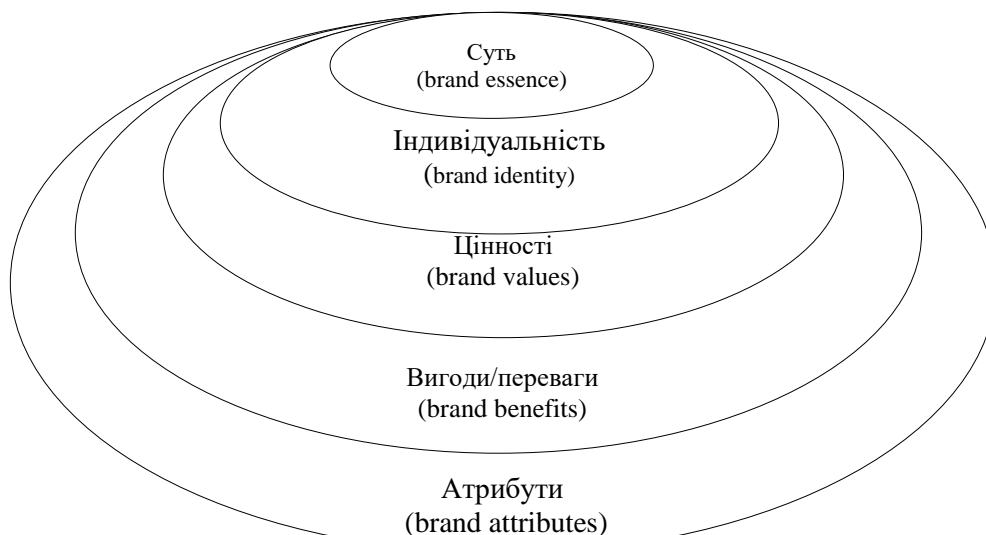 Суть
(brand essence)
Індивідуальність
(brand identity)
Цінності
(brand values)
Вигоди/переваги
(brand benefits)
Атрибути
(brand attributes)